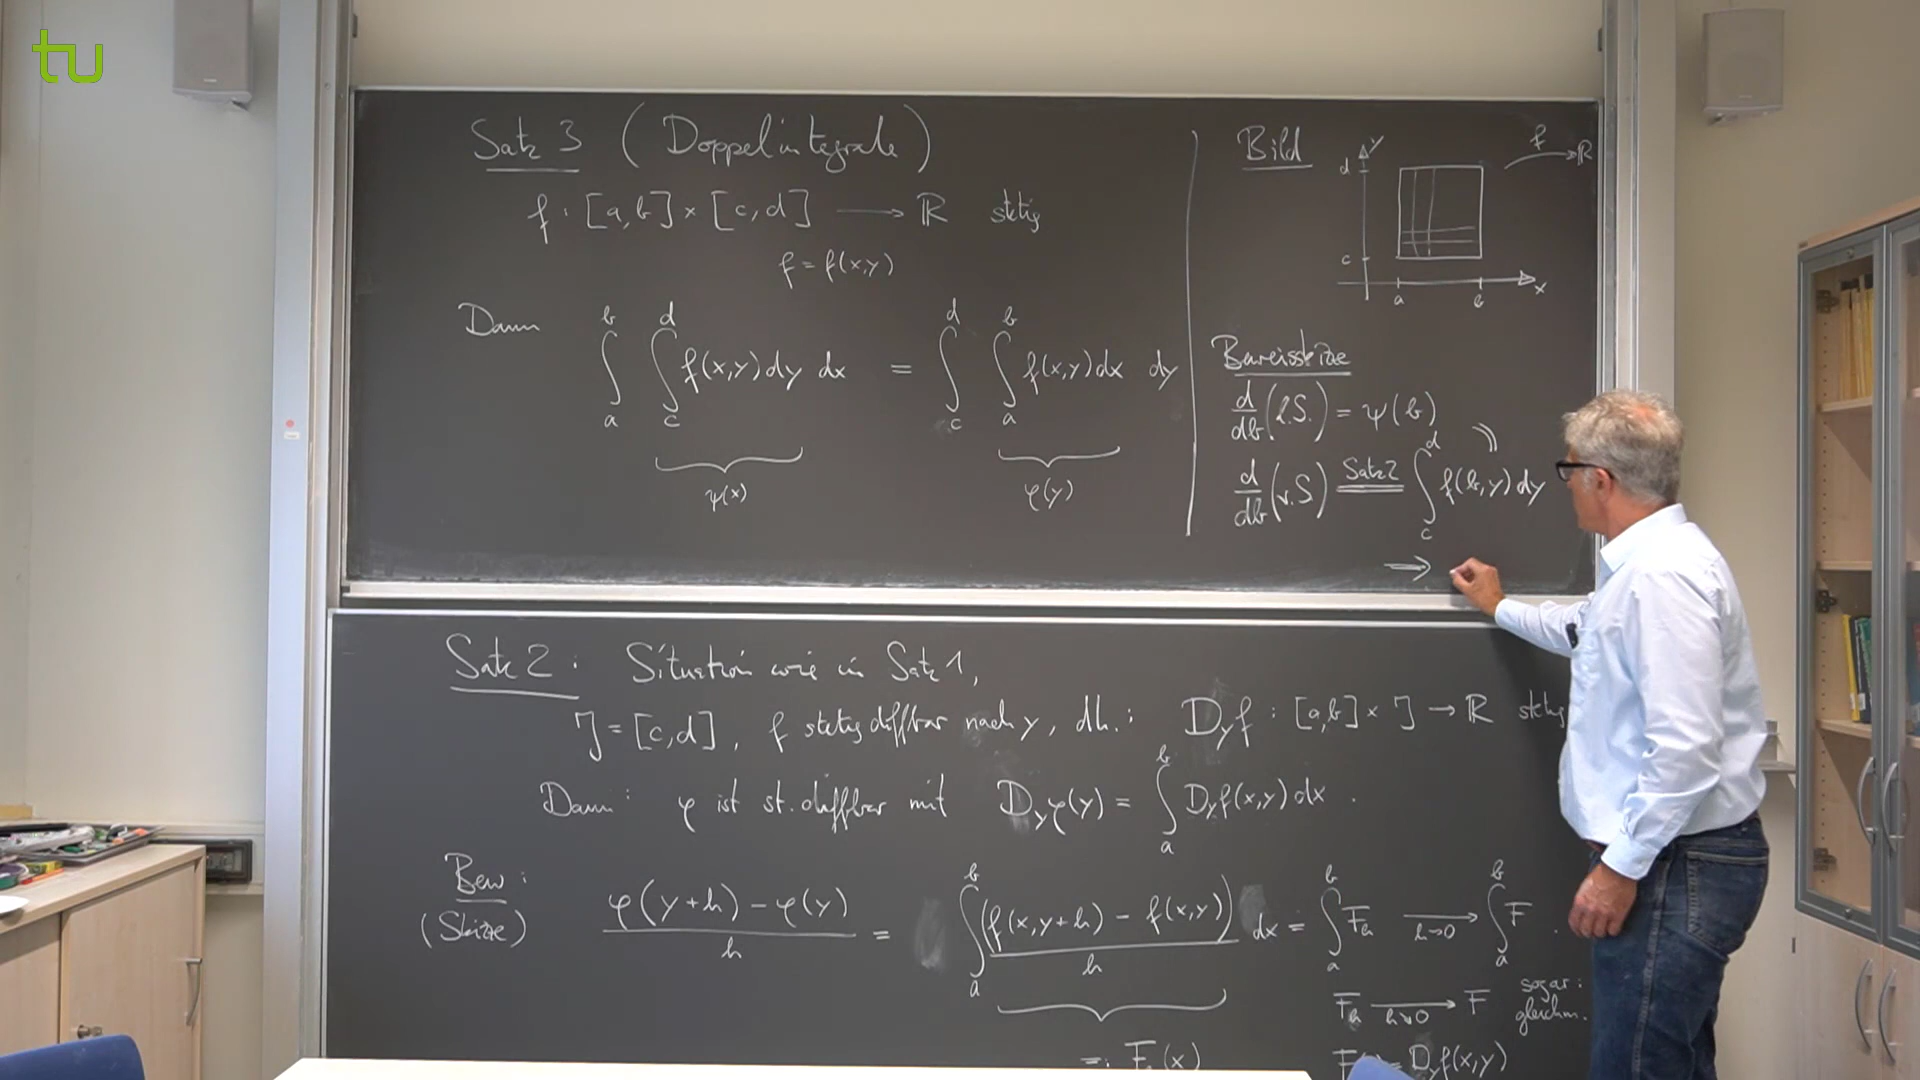 tu
Satz 3 (Doppelintegrale)
f : [a,b] × [c,d] ⟶ ℝ stetig
f = f(x,y)
Dann ∫_a^b ∫_c^d f(x,y) dy dx = ∫_c^d ∫_a^b f(x,y) dx dy
ψ(x) φ(y)
Bild
y
d
c
a b x
f
ℝ
Beweisskizze
d/db (l.S.) = ψ(b)
d/db (r.S.) =^{Satz 2} ∫_c^d f(b,y) dy
⇒
Satz 2 : Situation wie in Satz 1,
J = [c,d], f stetig diffbar nach y, dh. : D_y f : [a,b] × J → ℝ stetig
Dann : φ ist st. diffbar mit D_y φ(y) = ∫_a^b D_y f(x,y) dx .
Bew :
(Skizze)
(φ(y+h) − φ(y))/h = ∫_a^b (f(x,y+h) − f(x,y))/h dx = ∫_a^b F_h ⟶_{h→0} ∫_a^b F .
F_h ⟶_{h↘0} F sogar : gleichm.
=: F_h(x)
D_y f(x,y)